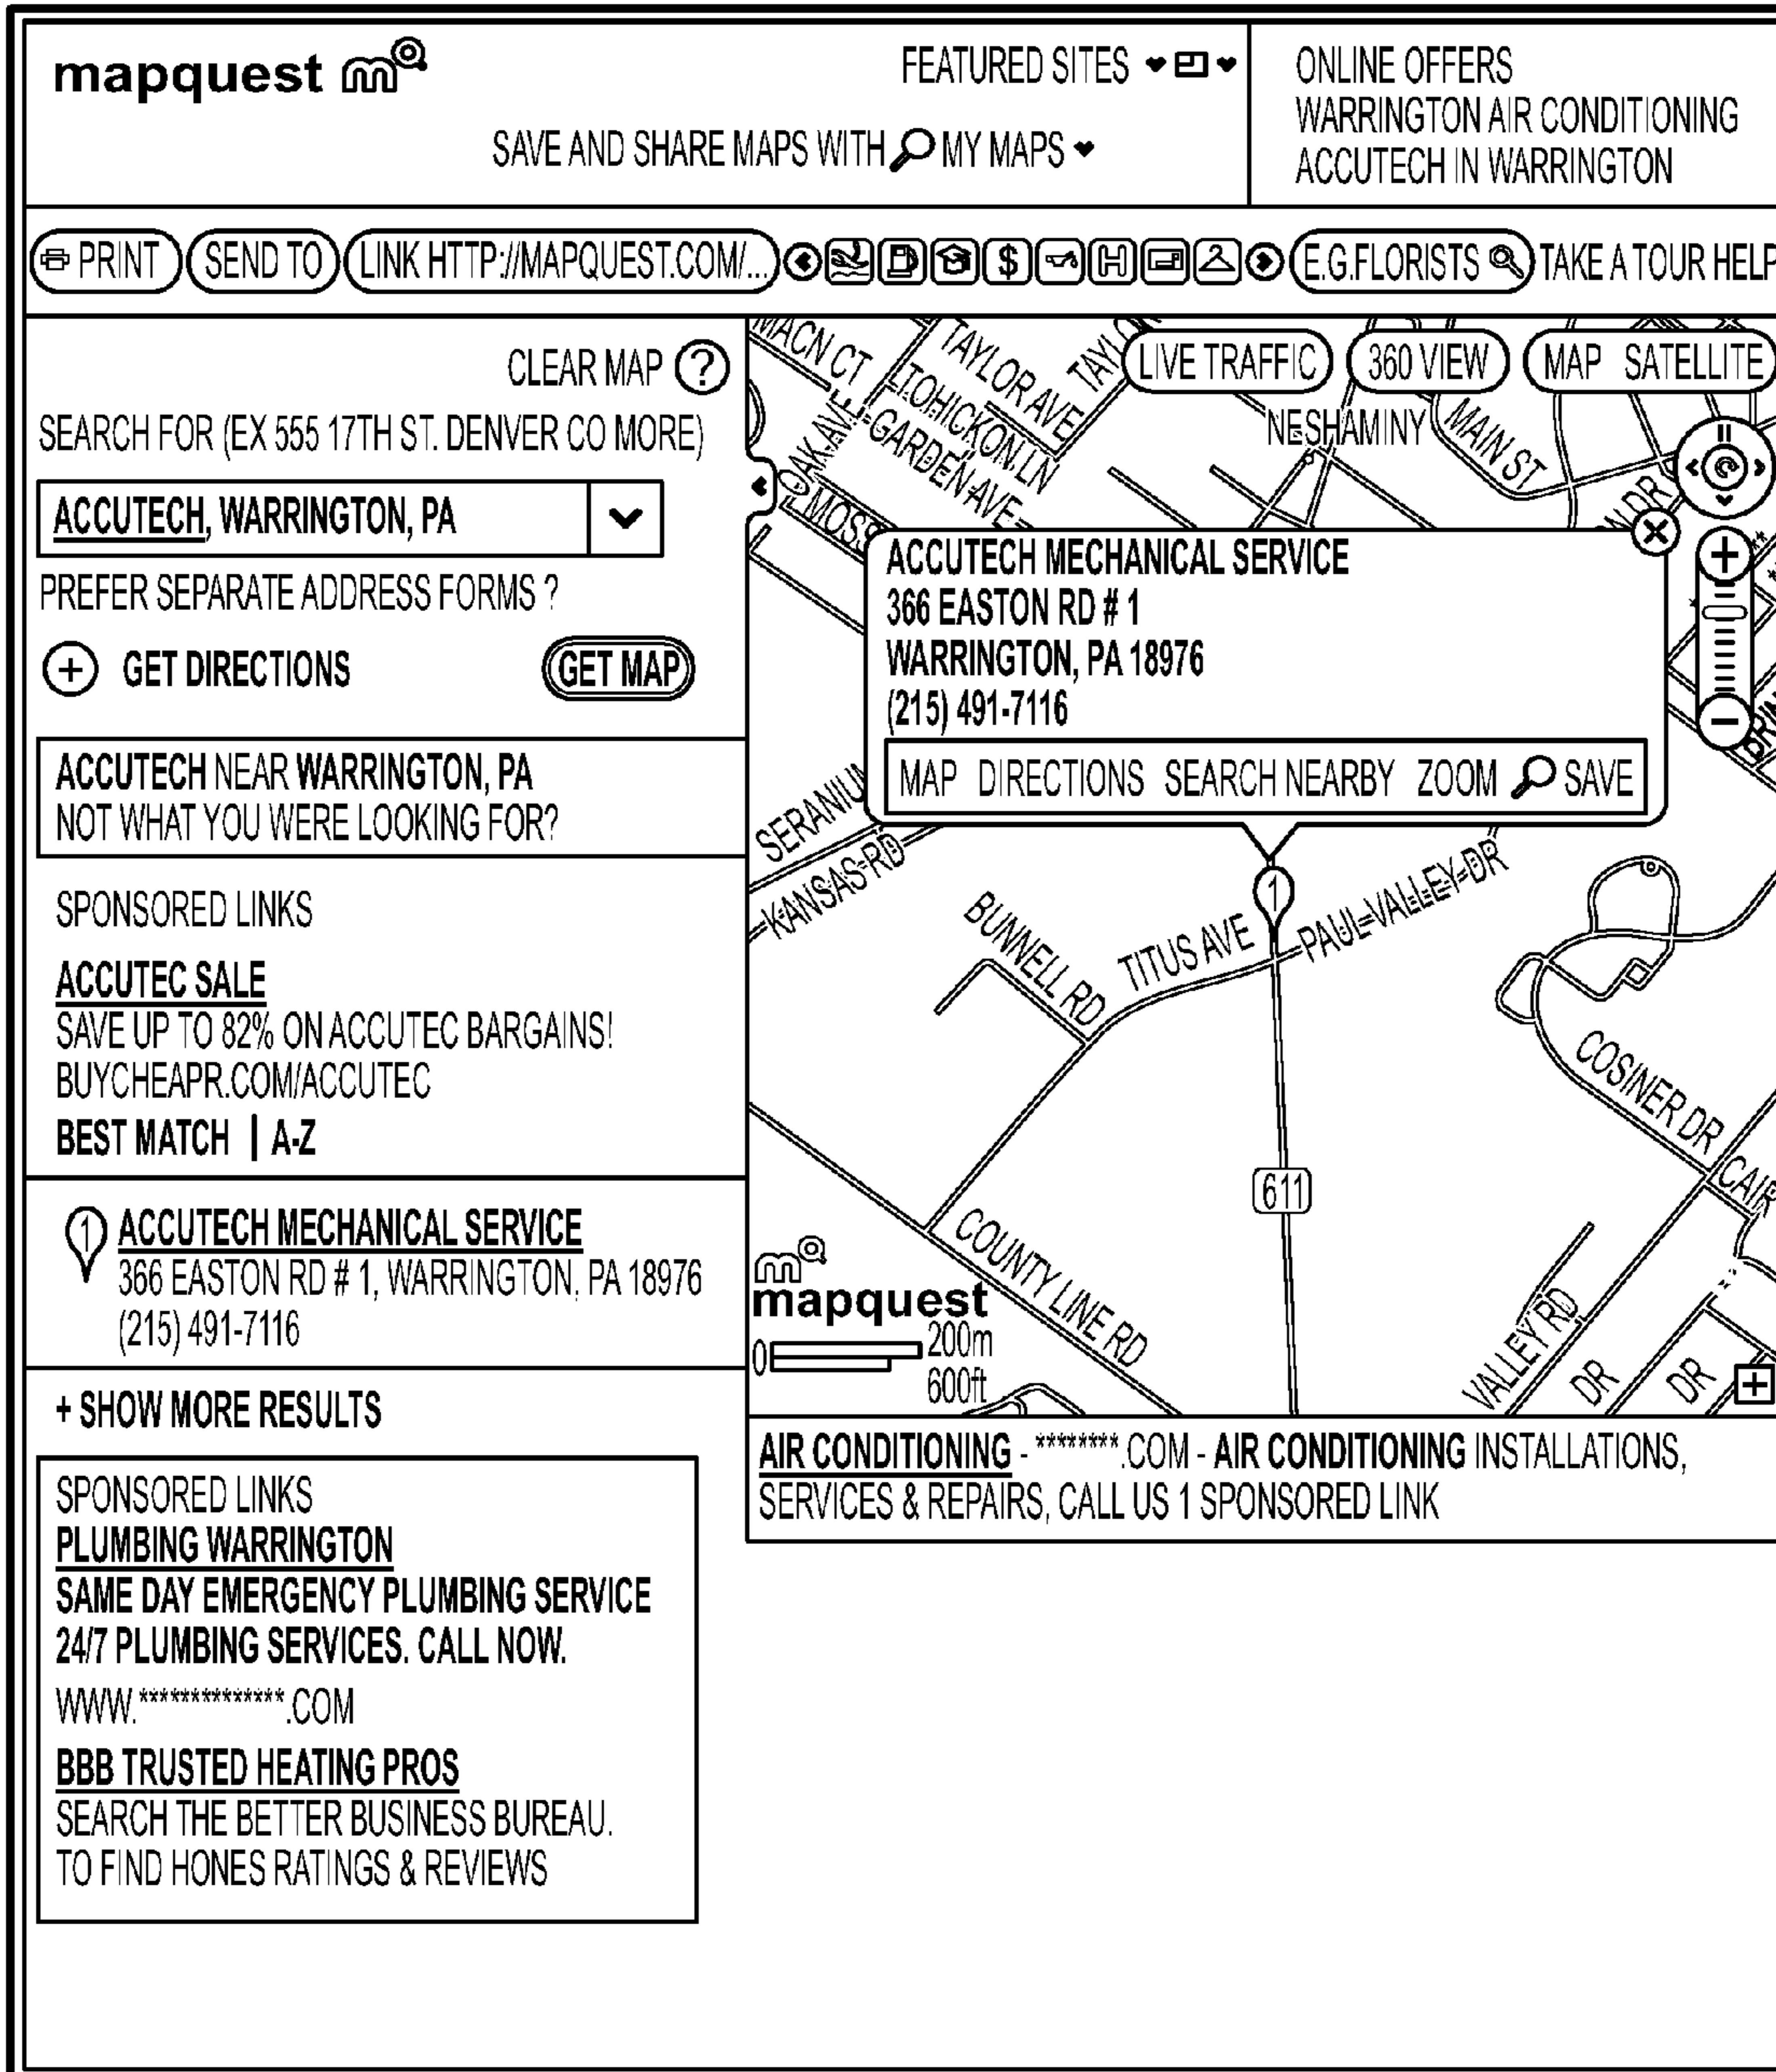 mapquest
FEATURED SITES
SAVE AND SHARE MAPS WITH MY MAPS
ONLINE OFFERS
WARRINGTON AIR CONDITIONING
ACCUTECH IN WARRINGTON
PRINT SEND TO LINK HTTP://MAPQUEST.COM/... $ H E.G.FLORISTS TAKE A TOUR HELP
CLEAR MAP ?
SEARCH FOR (EX 555 17TH ST. DENVER CO MORE)
ACCUTECH, WARRINGTON, PA
PREFER SEPARATE ADDRESS FORMS ?
+ GET DIRECTIONS GET MAP
ACCUTECH NEAR WARRINGTON, PA
NOT WHAT YOU WERE LOOKING FOR?
SPONSORED LINKS
ACCUTEC SALE
SAVE UP TO 82% ON ACCUTEC BARGAINS!
BUYCHEAPR.COM/ACCUTEC
BEST MATCH | A-Z
1 ACCUTECH MECHANICAL SERVICE
366 EASTON RD # 1, WARRINGTON, PA 18976
(215) 491-7116
+ SHOW MORE RESULTS
SPONSORED LINKS
PLUMBING WARRINGTON
SAME DAY EMERGENCY PLUMBING SERVICE
24/7 PLUMBING SERVICES. CALL NOW.
WWW.**************.COM
BBB TRUSTED HEATING PROS
SEARCH THE BETTER BUSINESS BUREAU.
TO FIND HONES RATINGS & REVIEWS
LIVE TRAFFIC 360 VIEW MAP SATELLITE
MACN CT
TAYLOR AVE
TOHICKON LN
GARDEN AVE
OAK AVE
MOSS
NESHAMINY
MAIN ST
DR
ACCUTECH MECHANICAL SERVICE
366 EASTON RD # 1
WARRINGTON, PA 18976
(215) 491-7116
MAP DIRECTIONS SEARCH NEARBY ZOOM SAVE
SERANIUM
KANSAS RD
BUNNELL RD
TITUS AVE
1
PAUL VALLEY DR
COSINER DR
CAIR
611
COUNTY LINE RD
VALLEY RD
DR
DR
mapquest
0 200m
600ft
AIR CONDITIONING - ********.COM - AIR CONDITIONING INSTALLATIONS,
SERVICES & REPAIRS, CALL US 1 SPONSORED LINK